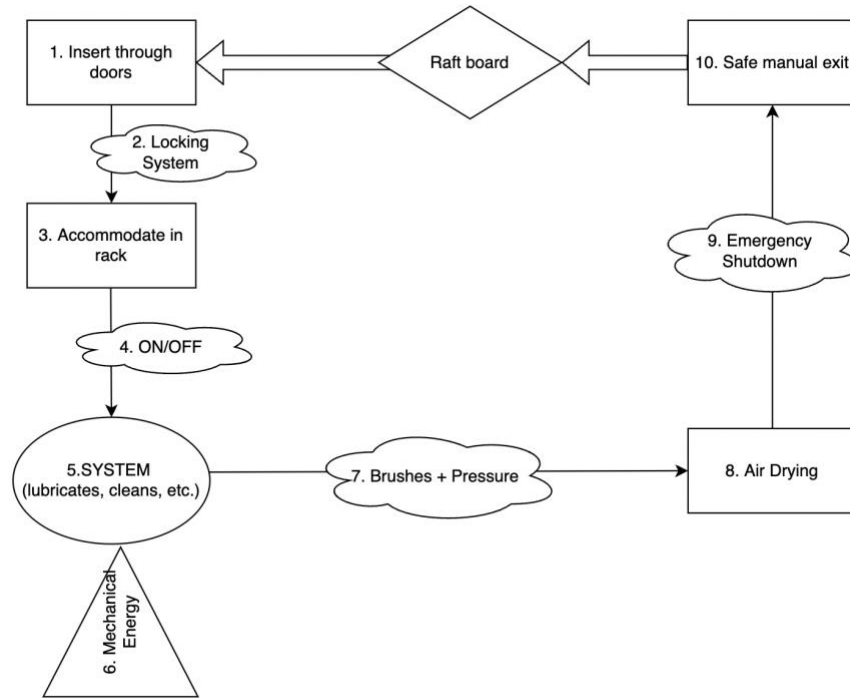 1. Insert through
doors
Raft board
10. Safe manual exit
2. Locking
System
3. Accommodate in
rack
9. Emergency
Shutdown
4. ON/OFF
5.SYSTEM
(lubricates, cleans, etc.)
7. Brushes + Pressure
8. Air Drying
6. Mechanical
Energy